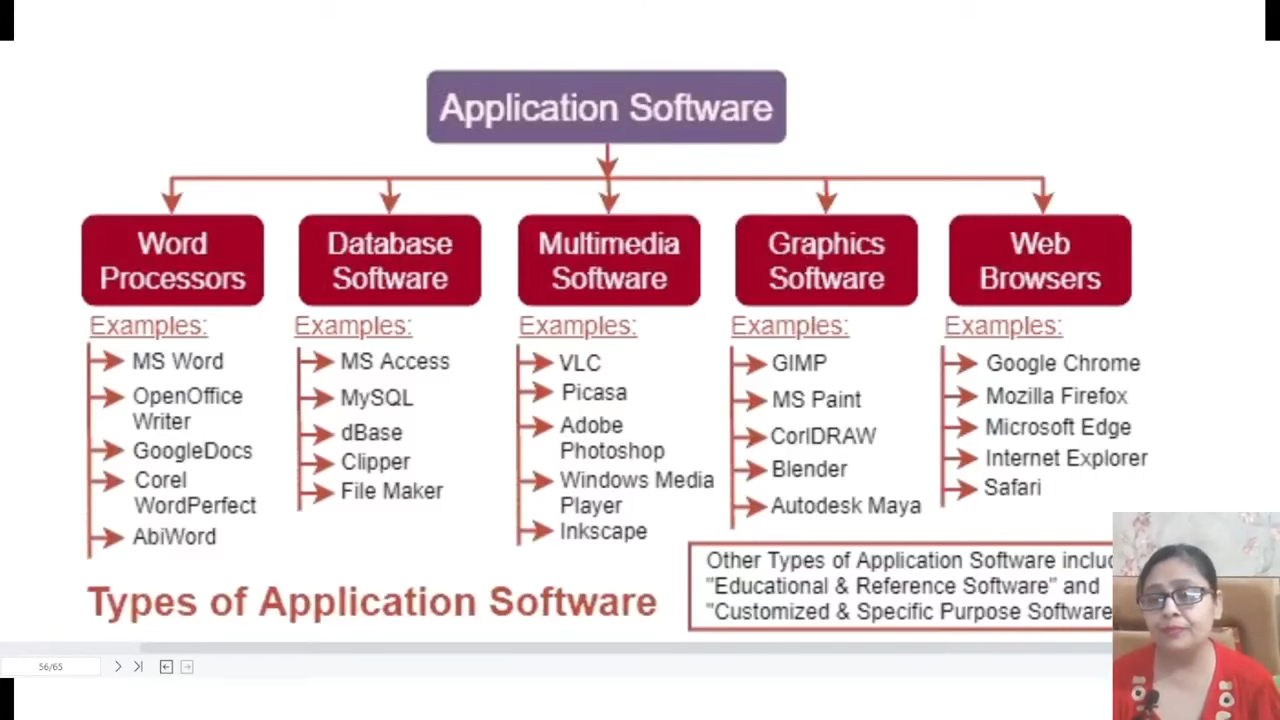 Application Software
Word
Processors
Database
Software
Multimedia
Software
Graphics
Software
Web
Browsers
Examples:
MS Word
OpenOffice
Writer
GoogleDocs
Corel
WordPerfect
AbiWord
Examples:
MS Access
MySQL
dBase
Clipper
File Maker
Examples:
VLC
Picasa
Adobe
Photoshop
Windows Media
Player
Inkscape
Examples:
GIMP
MS Paint
CorlDRAW
Blender
Autodesk Maya
Examples:
Google Chrome
Mozilla Firefox
Microsoft Edge
Internet Explorer
Safari
Types of Application Software
Other Types of Application Software
"Educational & Reference Software" and
"Customized & Specific Purpose Software
56/65